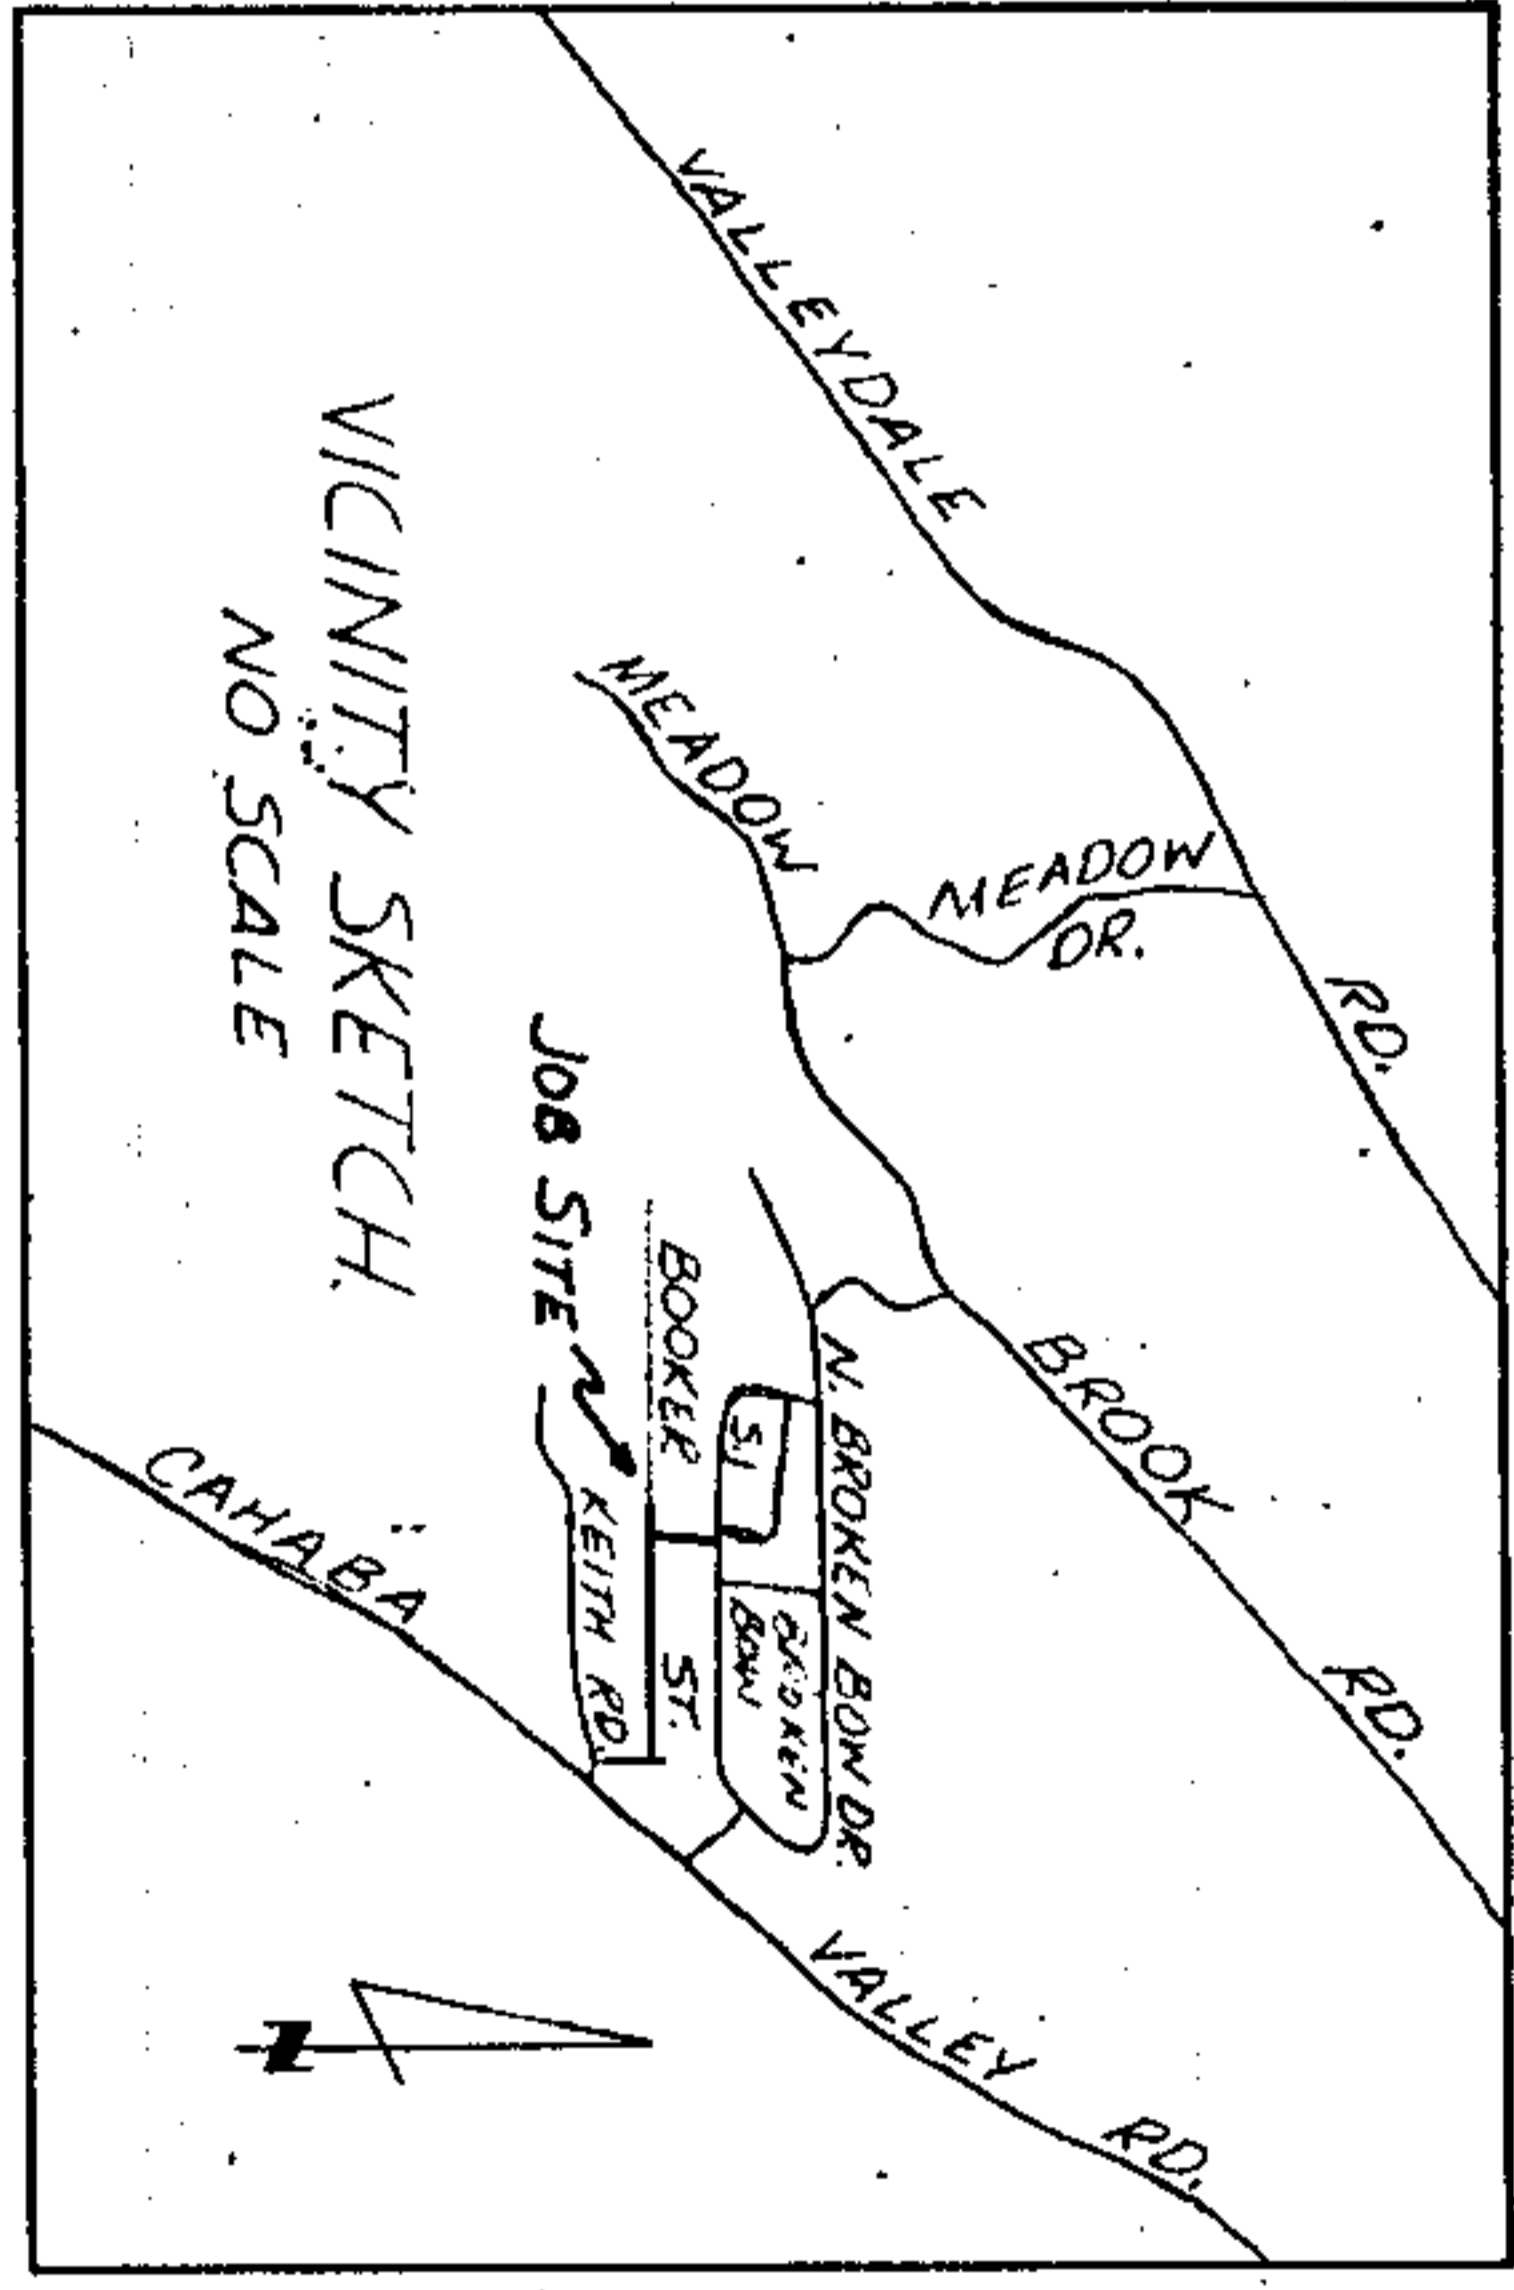 VALLEYDALE RD.
MEADOW DR.
MEADOW BROOK RD.
N. BROKEN BOW DR.
BROKEN
BOW
BOOKER ST.
KEITH RD.
JOB SITE
CAHABA VALLEY RD.
VICINITY SKETCH
NO SCALE
N